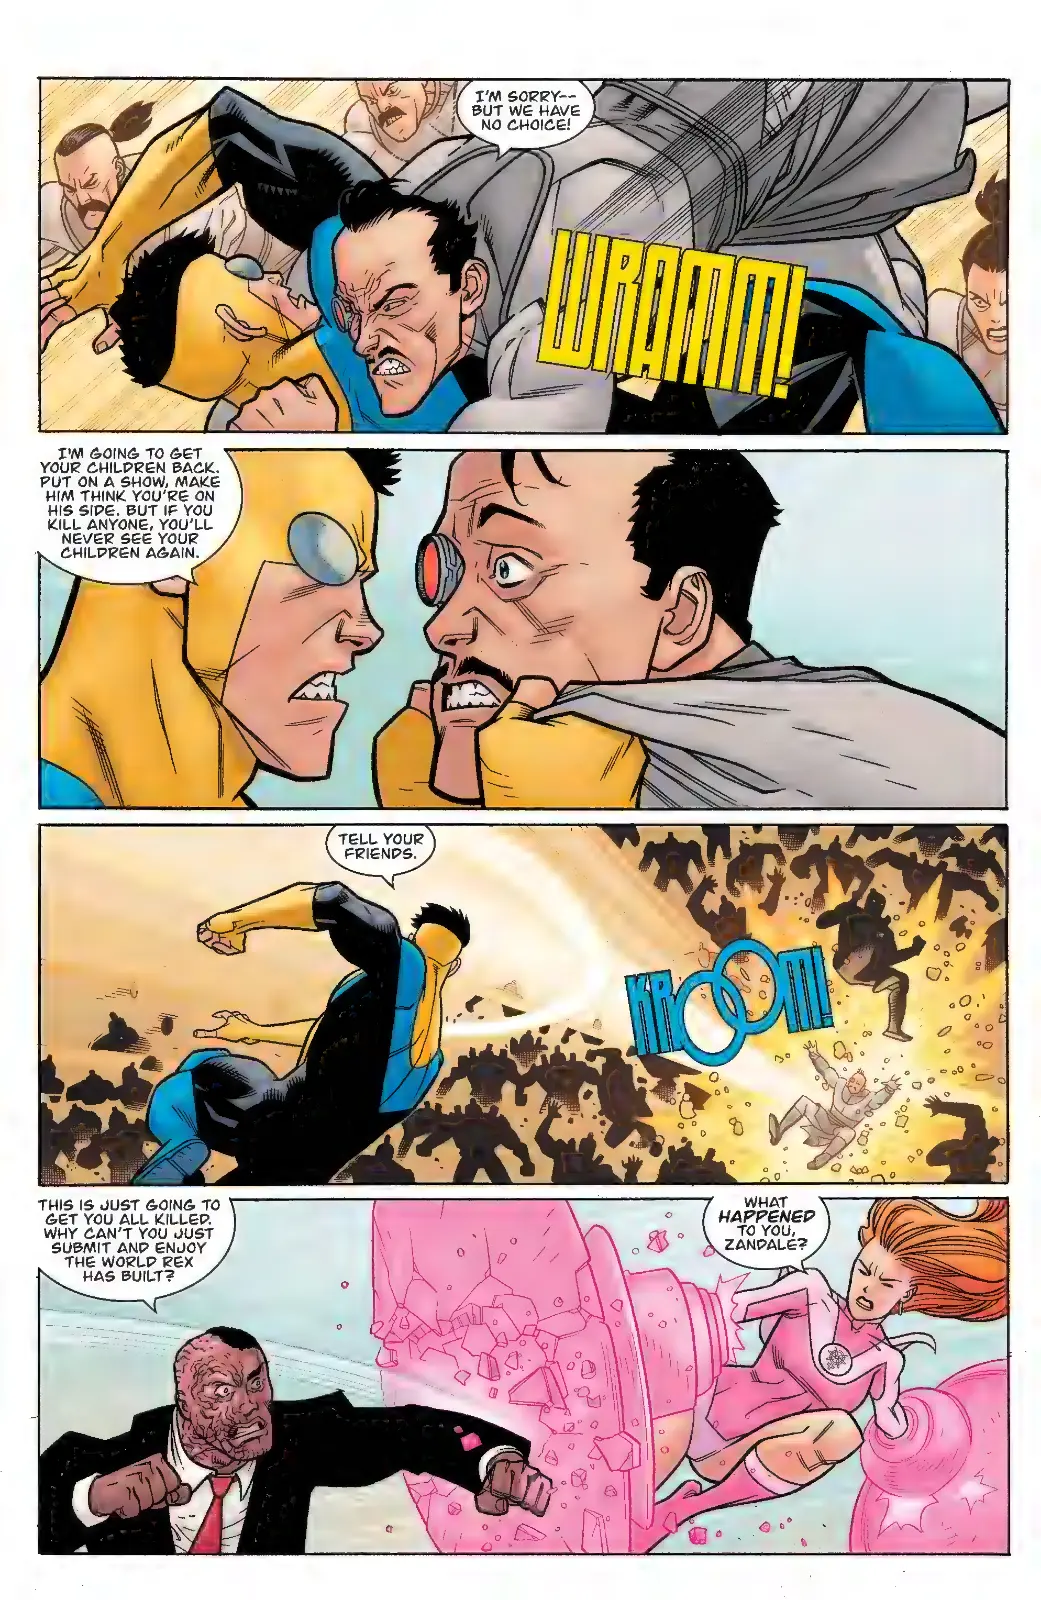 I'M SORRY--
BUT WE HAVE
NO CHOICE!
WRAMM!
I'M GOING TO GET
YOUR CHILDREN BACK.
PUT ON A SHOW, MAKE
HIM THINK YOU'RE ON
HIS SIDE. BUT IF YOU
KILL ANYONE, YOU'LL
NEVER SEE YOUR
CHILDREN AGAIN.
TELL YOUR
FRIENDS.
KROOM!
THIS IS JUST GOING TO
GET YOU ALL KILLED.
WHY CAN'T YOU JUST
SUBMIT AND ENJOY
THE WORLD REX
HAS BUILT?
WHAT
HAPPENED
TO YOU,
ZANDALE?